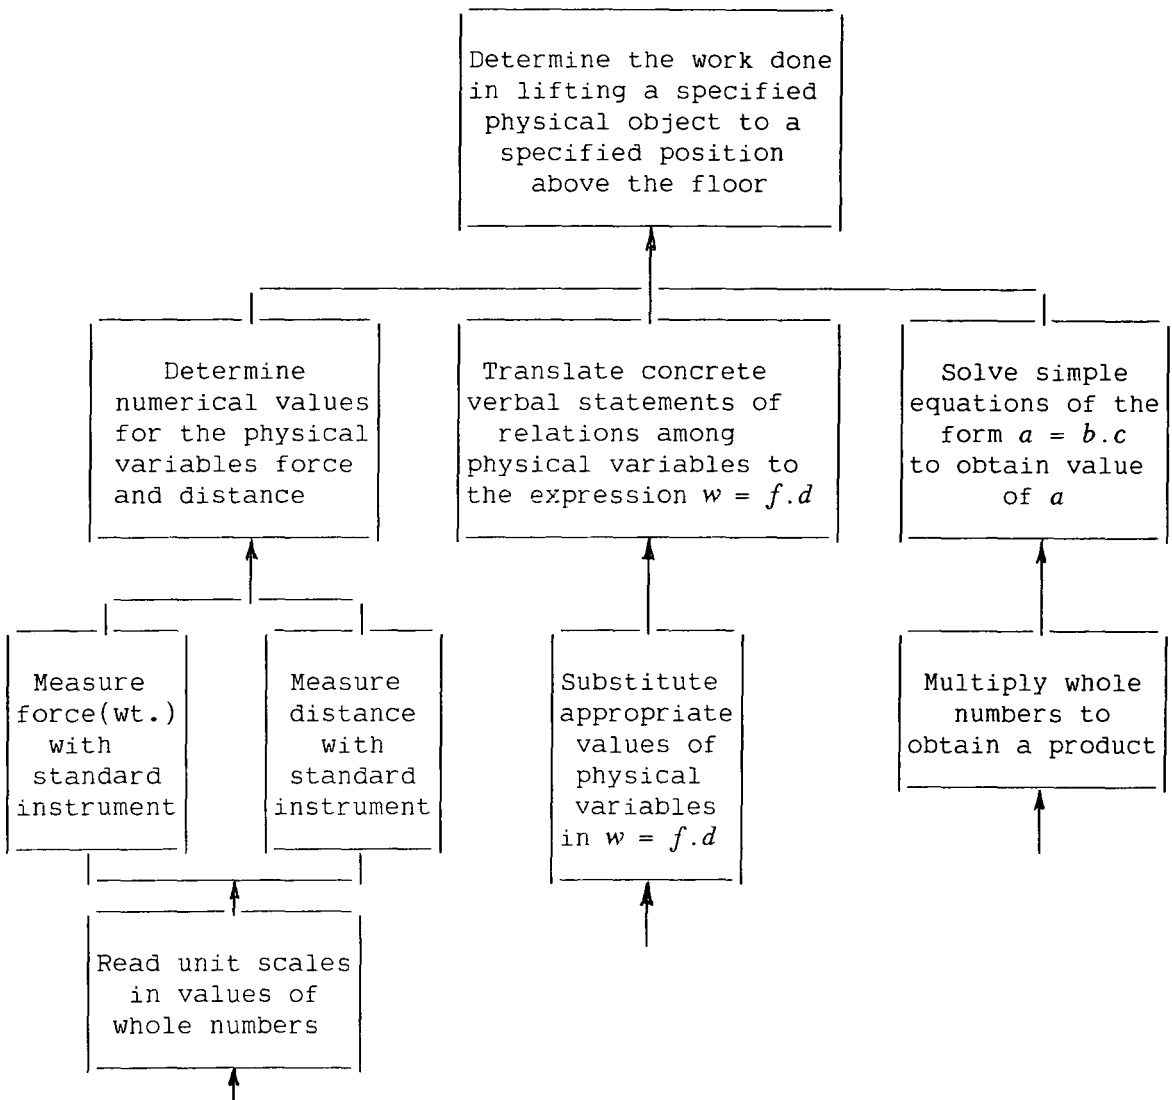 Determine the work done
in lifting a specified
physical object to a
specified position
above the floor
Determine
numerical values
for the physical
variables force
and distance
Translate concrete
verbal statements of
relations among
physical variables to
the expression w = f.d
Solve simple
equations of the
form a = b.c
to obtain value
of a
Measure
force(wt.)
with
standard
instrument
Measure
distance
with
standard
instrument
Substitute
appropriate
values of
physical
variables
in w = f.d
Multiply whole
numbers to
obtain a product
Read unit scales
in values of
whole numbers